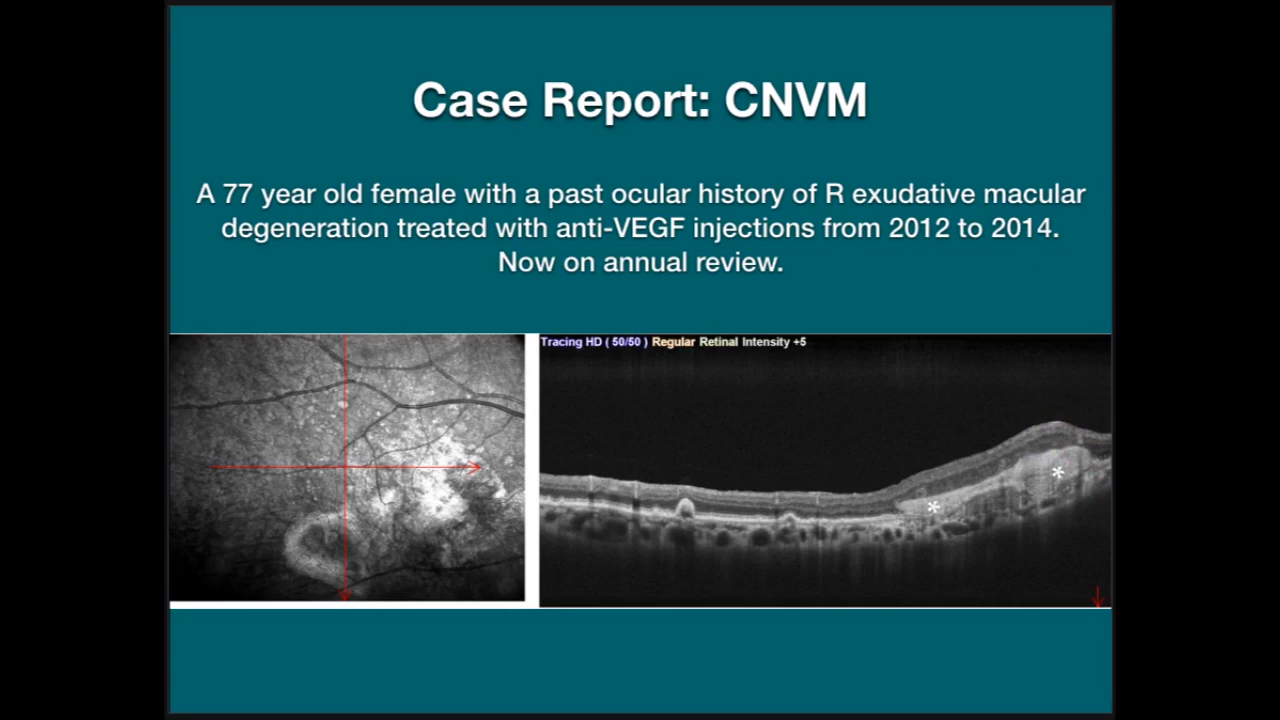 Case Report: CNVM
A 77 year old female with a past ocular history of R exudative macular
degeneration treated with anti-VEGF injections from 2012 to 2014.
Now on annual review.
Tracing HD ( 50/50 ) Regular Retinal Intensity +5
*
*